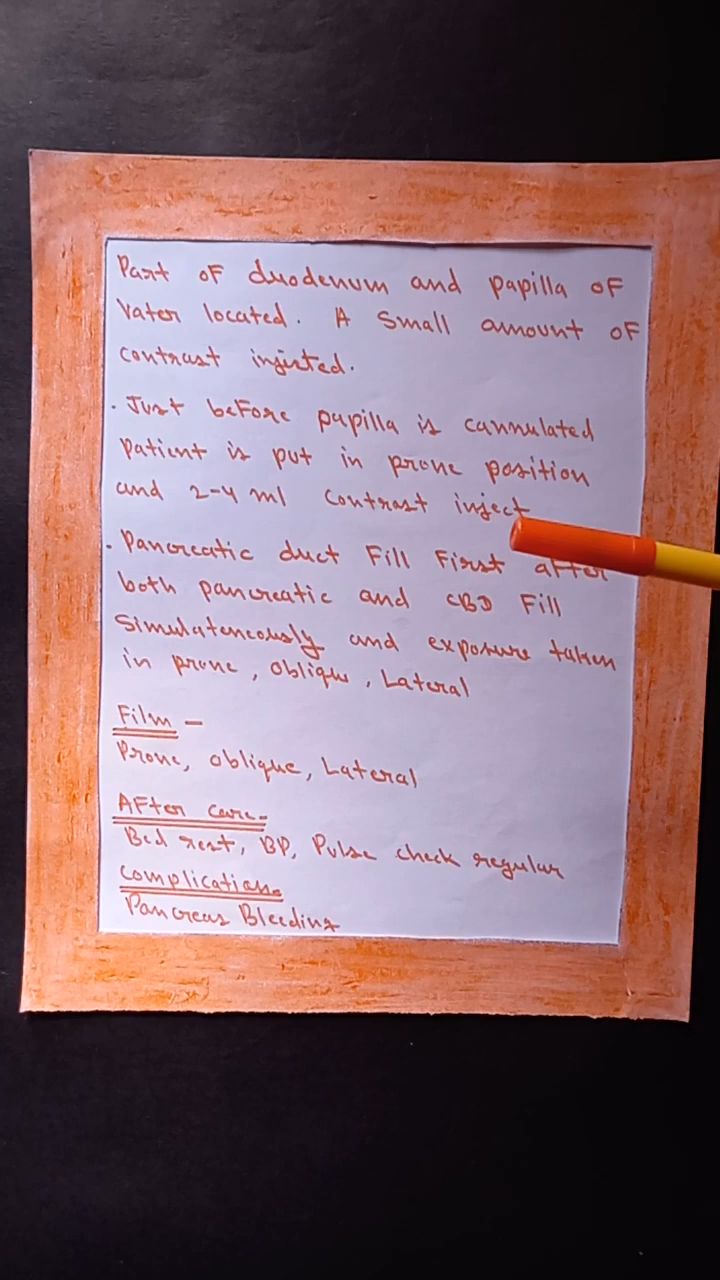 Part of duodenum and papilla of
Vater located. A small amount of
contrast injected.
. Just before papilla is cannulated
patient is put in prone position
and 2-4 ml contrast inject
. Pancreatic duct Fill First after
both pancreatic and CBD Fill
Simulateneously and exposure taken
in prone, Oblique, Lateral
Film -
Prone, oblique, Lateral
AFter care-
Bed rest, BP, Pulse check regular
Complication-
Pancreas Bleeding